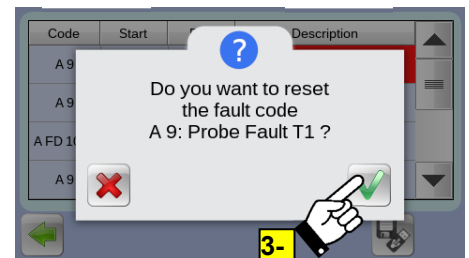 Code Start Description
A 9
Do you want to reset
the fault code
A 9
A 9: Probe Fault T1 ?
A FD 10
A 9
3-